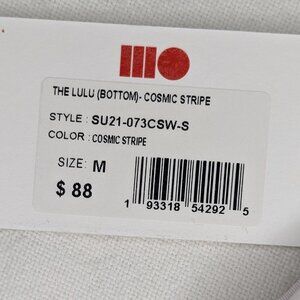 THE LULU (BOTTOM)- COSMIC STRIPE
STYLE : SU21-073CSW-S
COLOR : COSMIC STRIPE
SIZE: M
$ 88
1 93318 54292 5